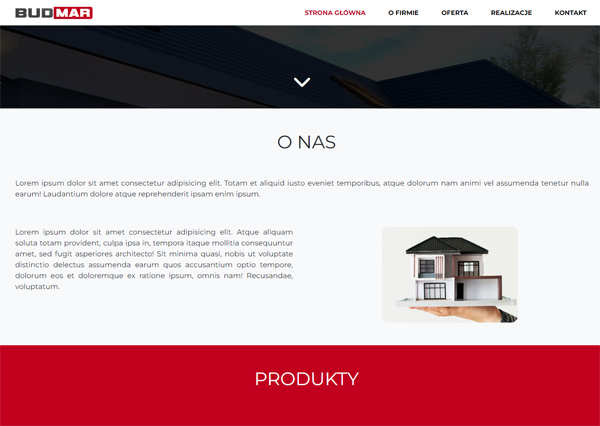 BUDMAR
STRONA GŁÓWNA O FIRMIE OFERTA REALIZACJE KONTAKT
O NAS
Lorem ipsum dolor sit amet consectetur adipisicing elit. Totam et aliquid iusto eveniet temporibus, atque dolorum nam animi vel assumenda tenetur nulla
earum! Laudantium dolore atque reprehenderit ipsam enim ipsum.
Lorem ipsum dolor sit amet consectetur adipisicing elit. Atque aliquam
soluta totam provident, culpa ipsa in, tempora itaque mollitia consequuntur
amet, sed fugit asperiores architecto! Sit minima quasi, nobis ut voluptate
distinctio delectus assumenda earum quos accusantium optio tempore,
dolorum eos et doloremque ex ratione ipsum, omnis nam! Recusandae,
voluptatum.
PRODUKTY